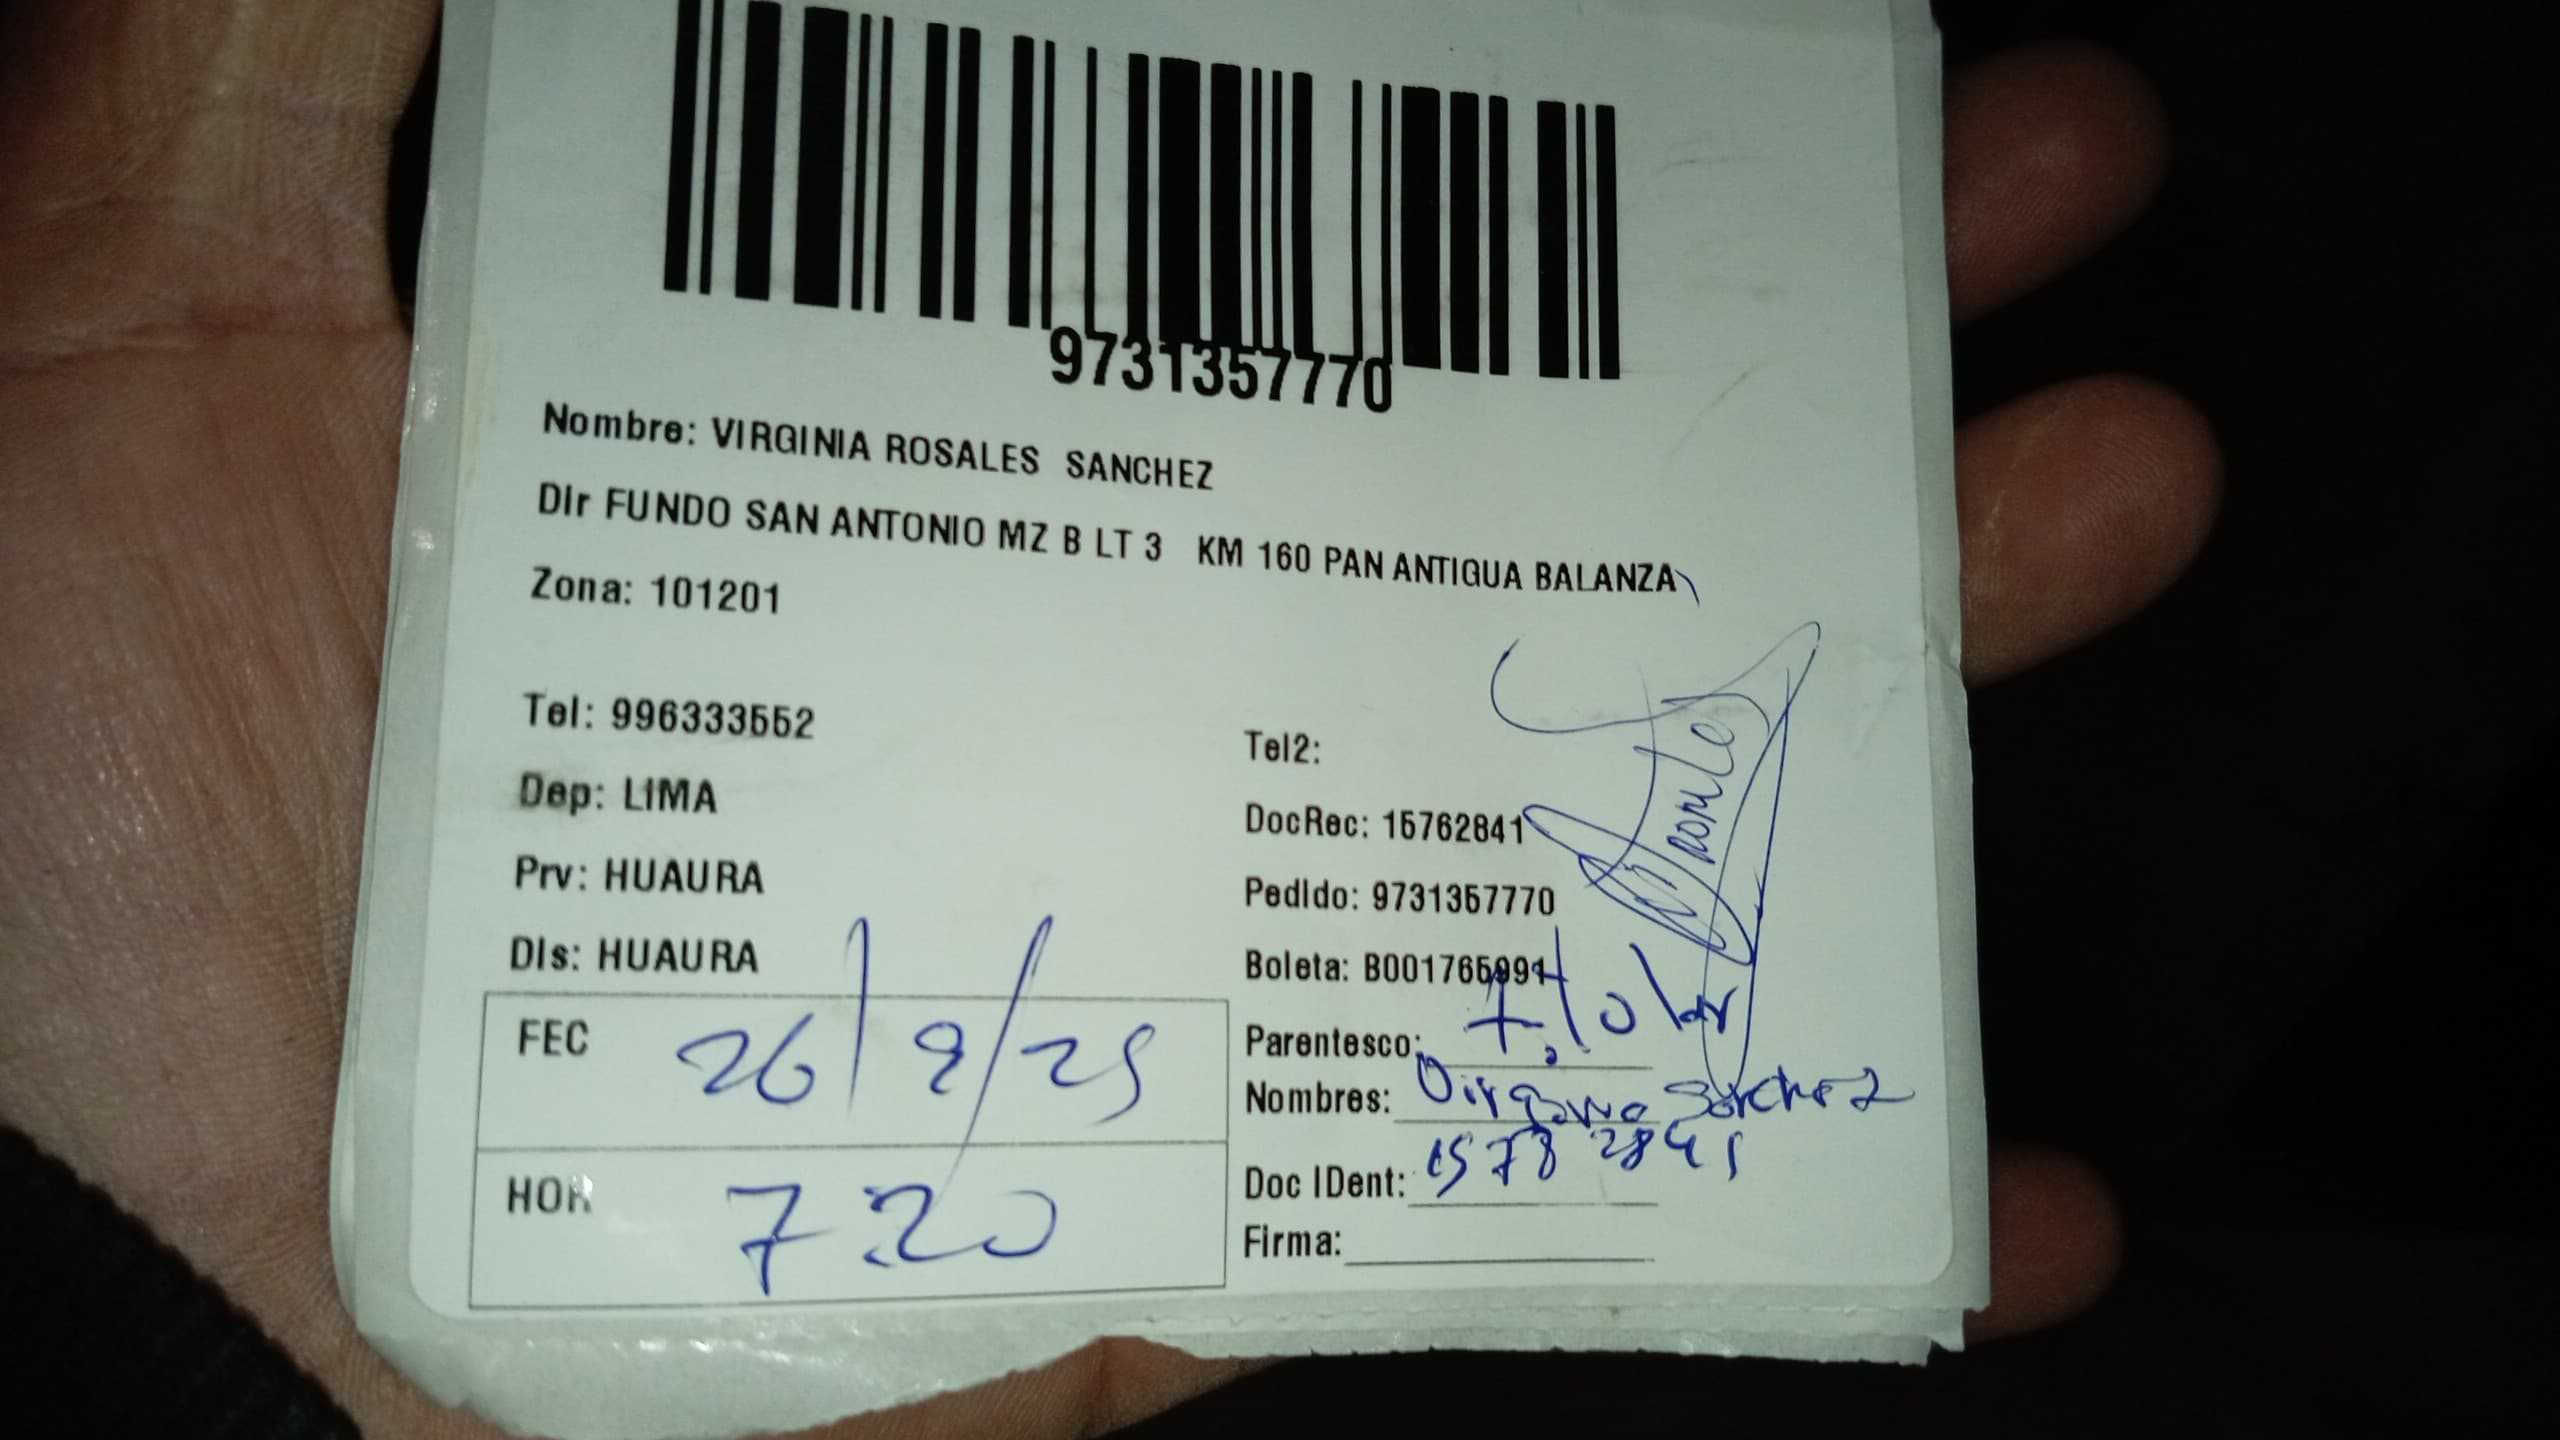 9731357770
Nombre: VIRGINIA ROSALES SANCHEZ
Dir FUNDO SAN ANTONIO MZ B LT 3 KM 160 PAN ANTIGUA BALANZA
Zona: 101201
Tel: 996333552
Tel2:
Dep: LIMA
DocRec: 15762841
Prv: HUAURA
Pedido: 9731357770
Dis: HUAURA
Boleta: B001765991
FEC 26/9/25
Parentesco: Titular
Nombres: Virginia Sanchez
HOR 7:20
Doc IDent:
Firma: